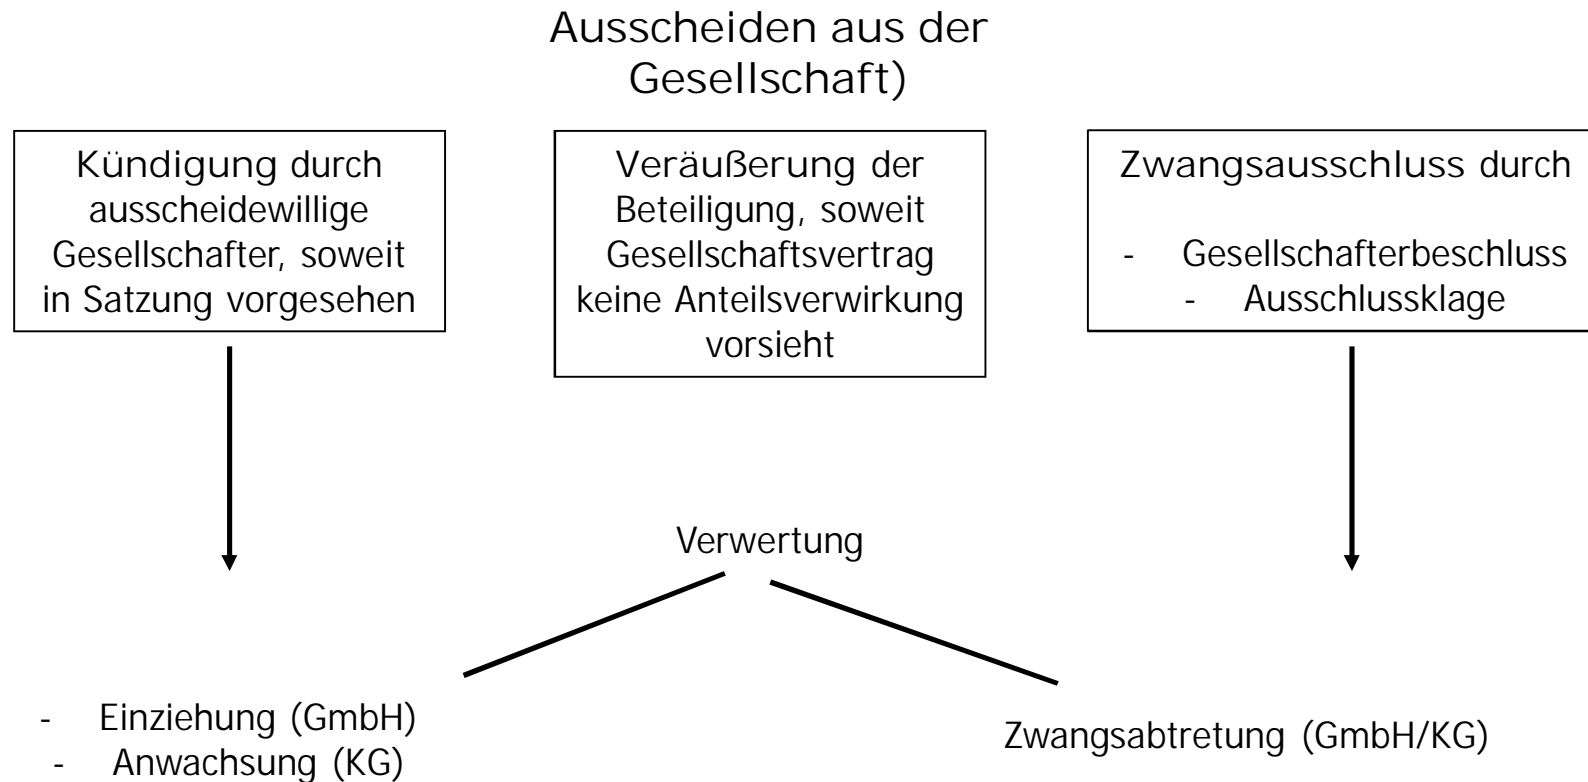 Ausscheiden aus der
Gesellschaft)
Kündigung durch
ausscheidewillige
Gesellschafter, soweit
in Satzung vorgesehen
Veräußerung der
Beteiligung, soweit
Gesellschaftsvertrag
keine Anteilsverwirkung
vorsieht
Zwangsausschluss durch
- Gesellschafterbeschluss
- Ausschlussklage
Verwertung
- Einziehung (GmbH)
- Anwachsung (KG)
Zwangsabtretung (GmbH/KG)